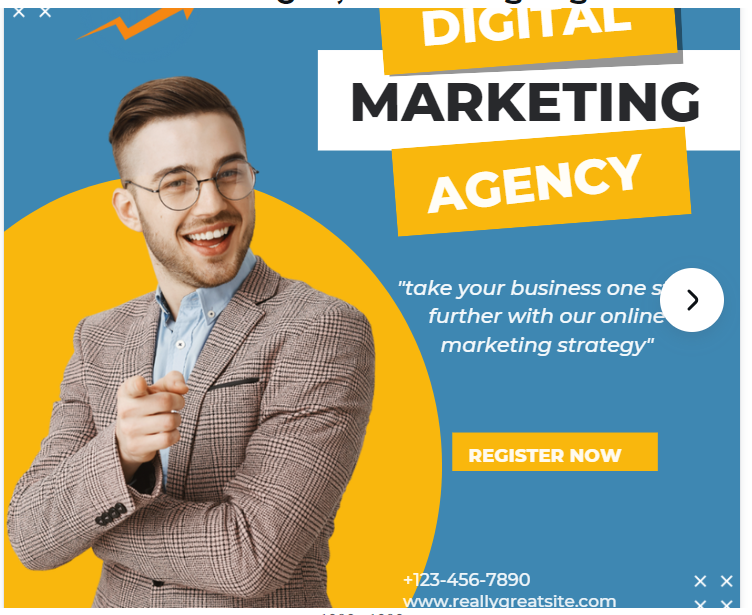 DIGITAL
MARKETING
AGENCY
"take your business one
further with our online
marketing strategy"
REGISTER NOW
+123-456-7890
www.reallygreatsite.com